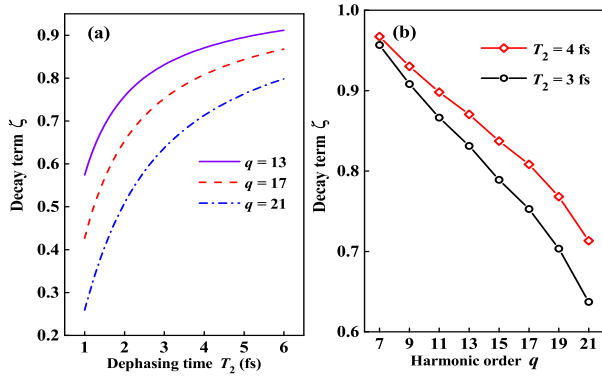 (a)
0.9
0.8
0.7
0.6
0.5
0.4
0.3
0.2
Decay term ζ
q = 13
q = 17
q = 21
1 2 3 4 5 6
Dephasing time T₂ (fs)
(b)
1.0
0.9
0.8
0.7
0.6
Decay term ζ
T₂ = 4 fs
T₂ = 3 fs
7 9 11 13 15 17 19 21
Harmonic order q